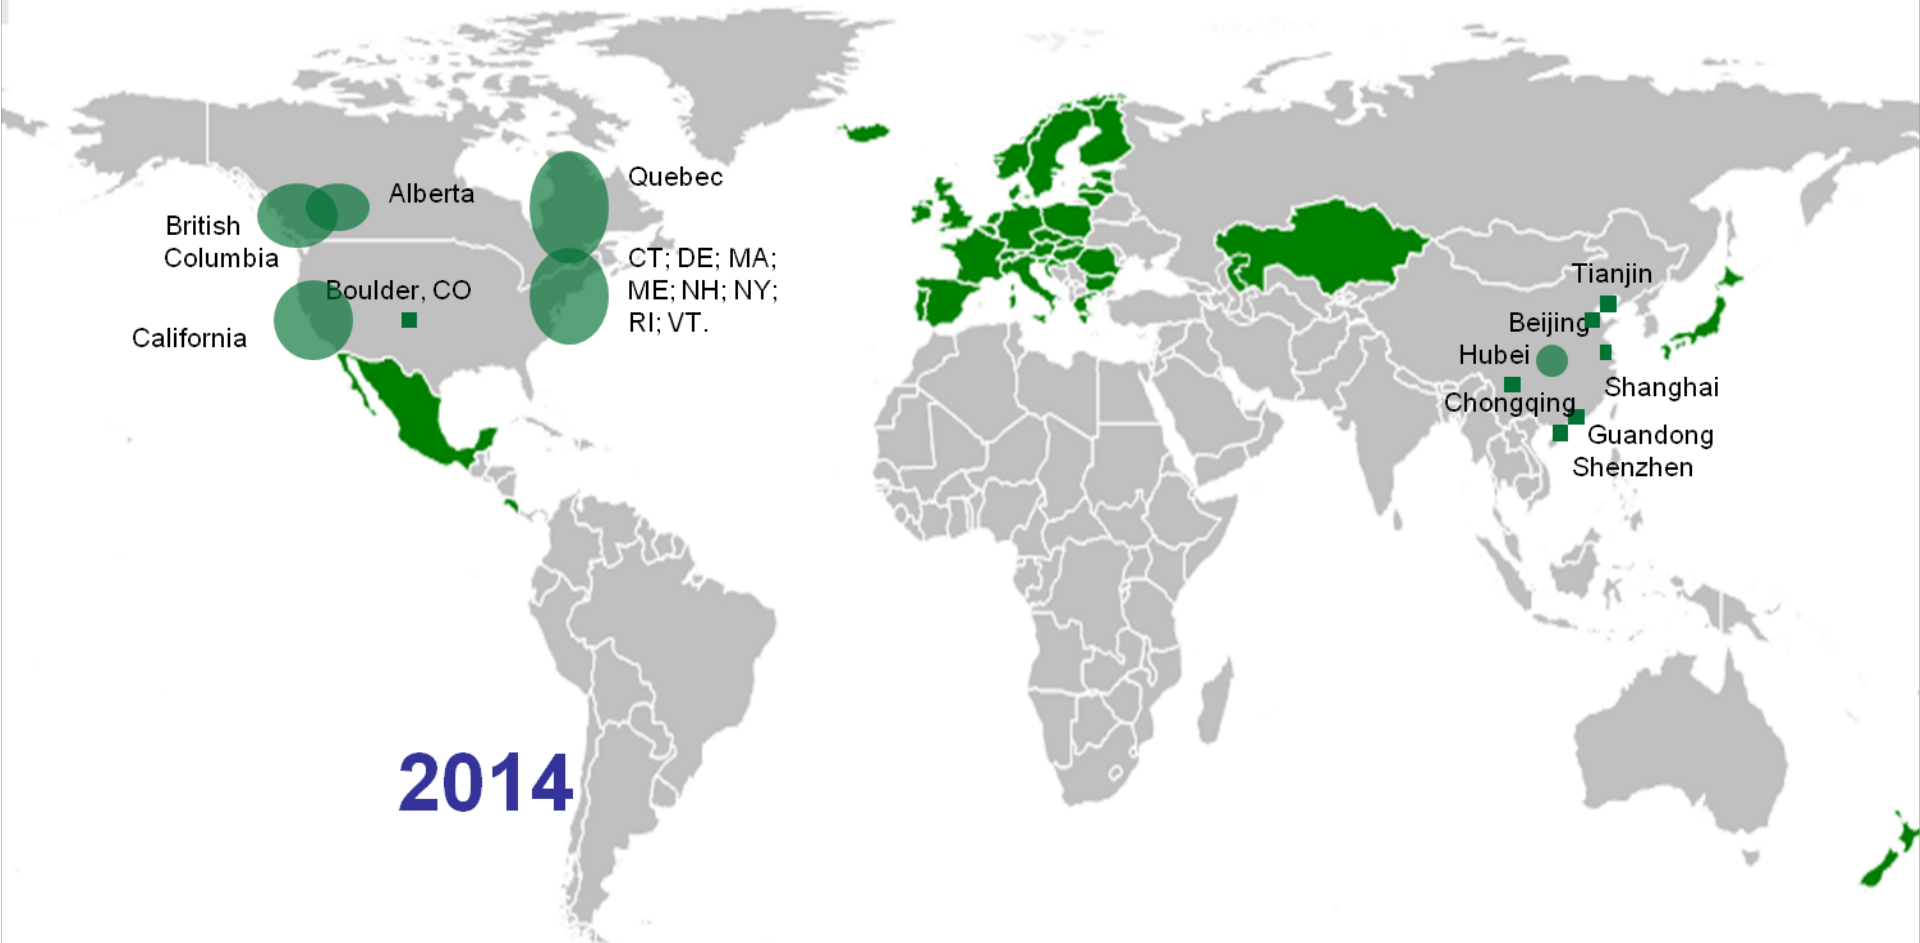 Quebec
Alberta
British
Columbia
CT; DE; MA;
ME; NH; NY;
RI; VT.
Boulder, CO
California
Tianjin
Beijing
Hubei
Shanghai
Chongqing
Guandong
Shenzhen
2014